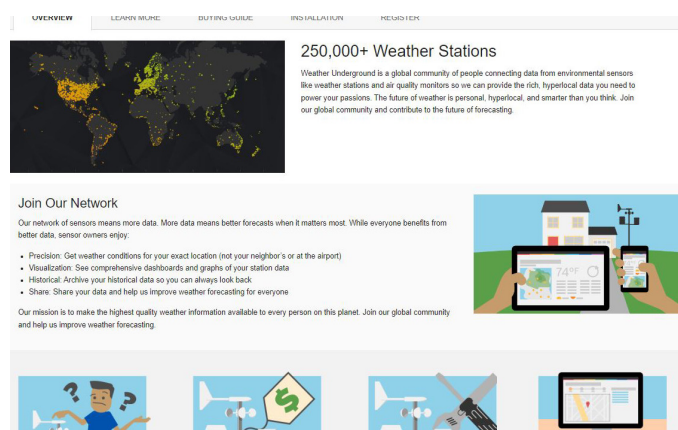 OVERVIEW LEARN MORE BUYING GUIDE INSTALLATION REGISTER
250,000+ Weather Stations
Weather Underground is a global community of people connecting data from environmental sensors
like weather stations and air quality monitors so we can provide the rich, hyperlocal data you need to
power your passions. The future of weather is personal, hyperlocal, and smarter than you think. Join
our global community and contribute to the future of forecasting.
Join Our Network
Our network of sensors means more data. More data means better forecasts when it matters most. While everyone benefits from
better data, sensor owners enjoy:
• Precision: Get weather conditions for your exact location (not your neighbor's or at the airport)
• Visualization: See comprehensive dashboards and graphs of your station data
• Historical: Archive your historical data so you can always look back
• Share: Share your data and help us improve weather forecasting for everyone
Our mission is to make the highest quality weather information available to every person on this planet. Join our global community
and help us improve weather forecasting.
74°F
? ?
$